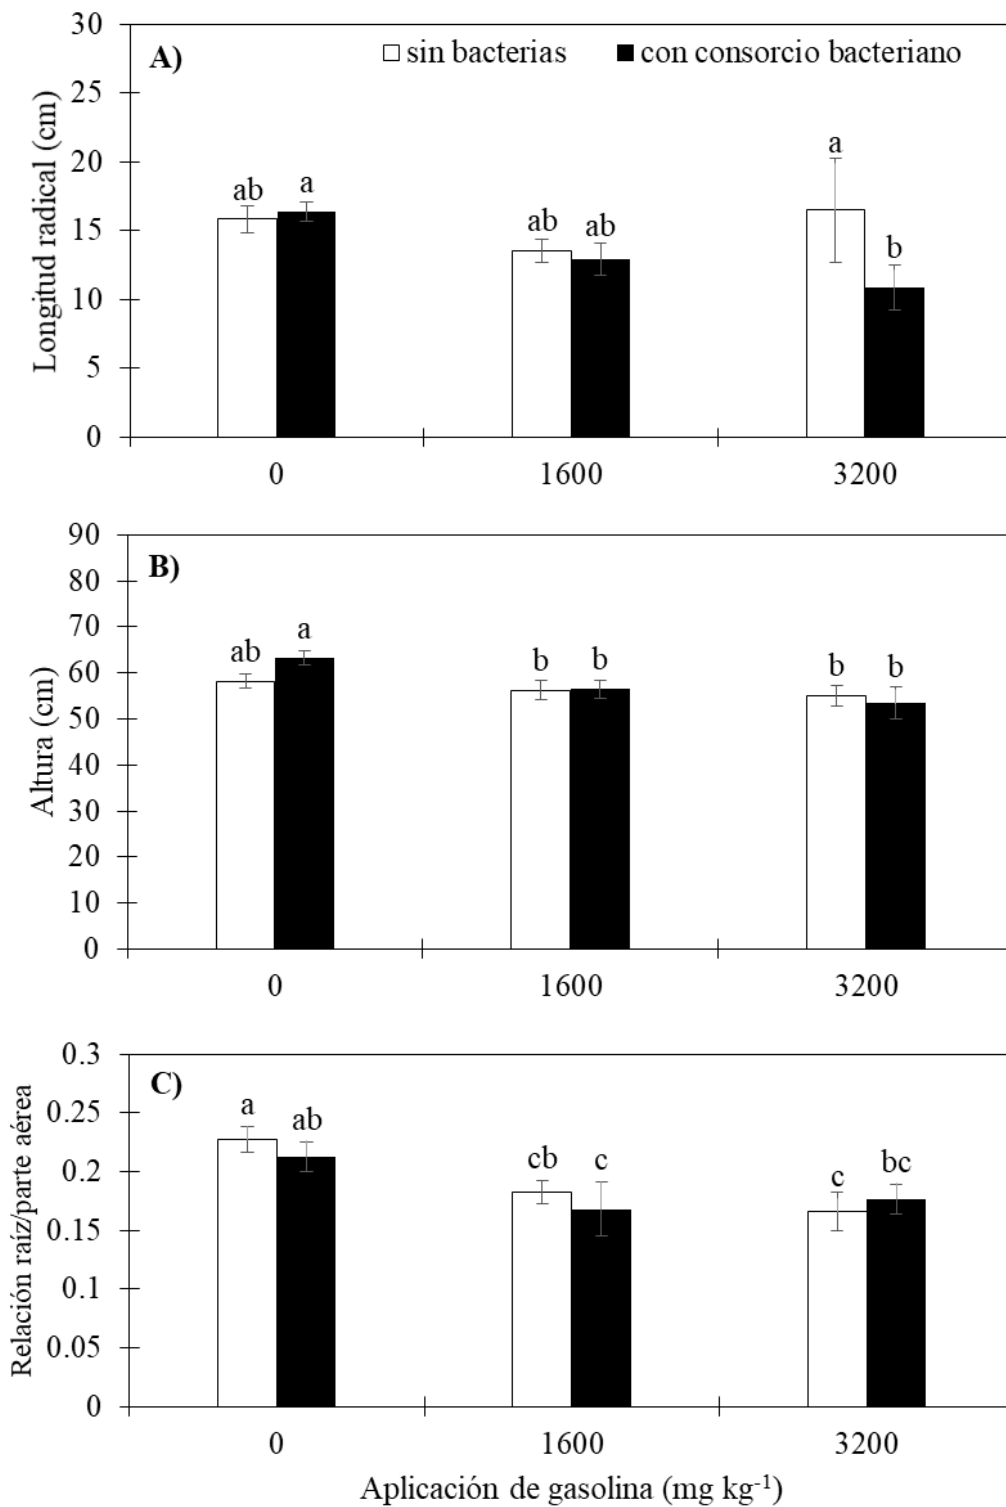 A)
sin bacterias con consorcio bacteriano
Longitud radical (cm)
30
25
20
15
10
5
0
ab a ab ab a b
0 1600 3200
B)
Altura (cm)
90
80
70
60
50
40
30
20
10
0
ab a b b b b
0 1600 3200
C)
Relación raíz/parte aérea
0.3
0.25
0.2
0.15
0.1
0.05
0
a ab cb c c bc
0 1600 3200
Aplicación de gasolina (mg kg⁻¹)